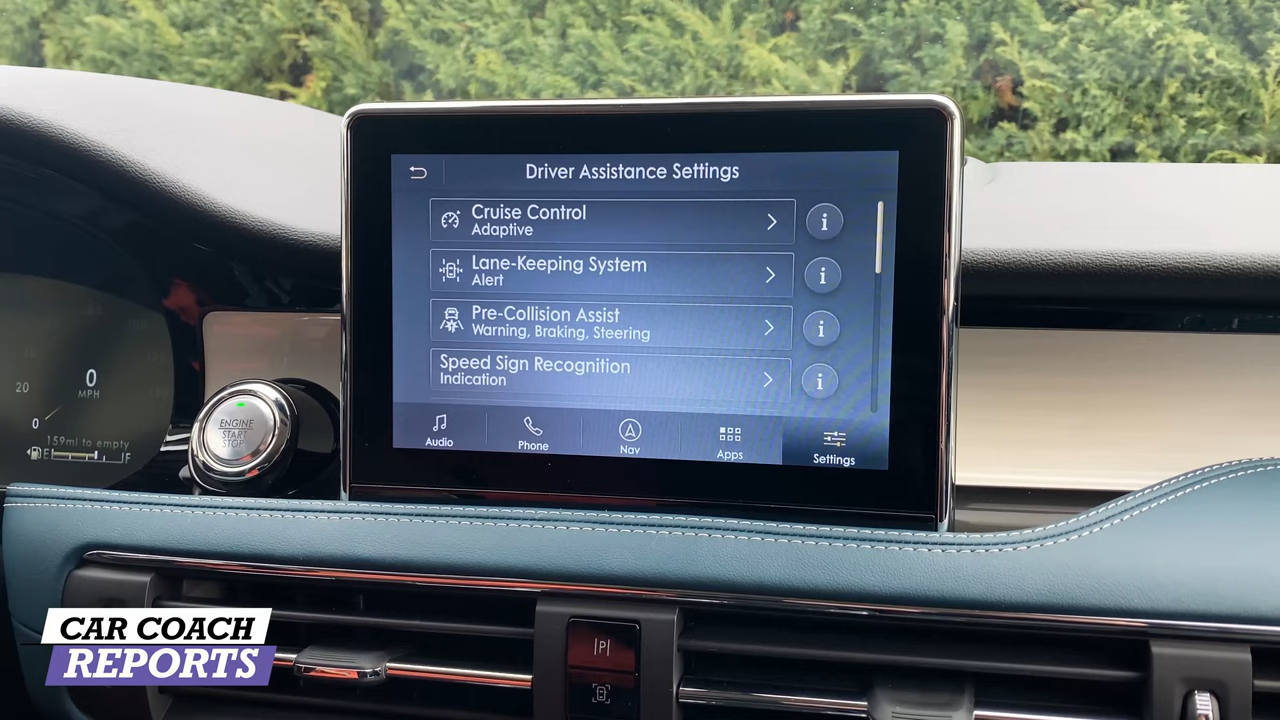 Driver Assistance Settings
Cruise Control
Adaptive
i
Lane-Keeping System
Alert
i
Pre-Collision Assist
Warning, Braking, Steering
i
Speed Sign Recognition
Indication
i
Audio
Phone
Nav
Apps
Settings
20
0
MPH
0
159mi to empty
E
F
ENGINE
START
STOP
P
CAR COACH
REPORTS